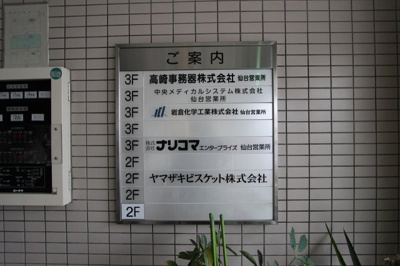 ご案内
3F 高崎事務器株式会社 仙台営業所
3F 中央メディカルシステム株式会社
仙台営業所
3F 岩倉化学工業株式会社 仙台営業所
3F
3F 株式会社 ナリコマ エンタープライズ 仙台営業所
2F
2F ヤマザキビスケット株式会社
2F
2F